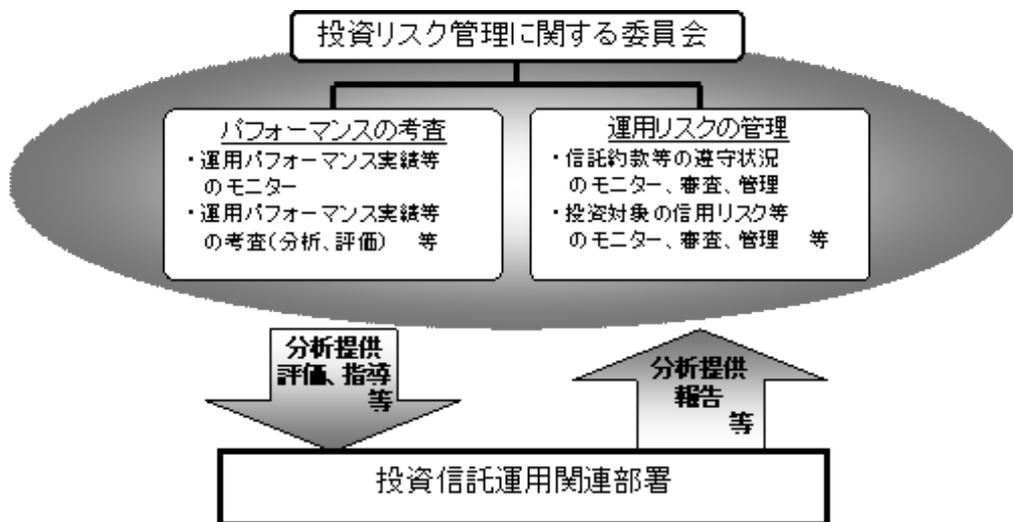 投資リスク管理に関する委員会
パフォーマンスの考査
・運用パフォーマンス実績等
のモニター
・運用パフォーマンス実績等
の考査(分析、評価) 等
運用リスクの管理
・信託約款等の遵守状況
のモニター、審査、管理
・投資対象の信用リスク等
のモニター、審査、管理 等
分析提供
評価、指導
等
分析提供
報告
等
投資信託運用関連部署